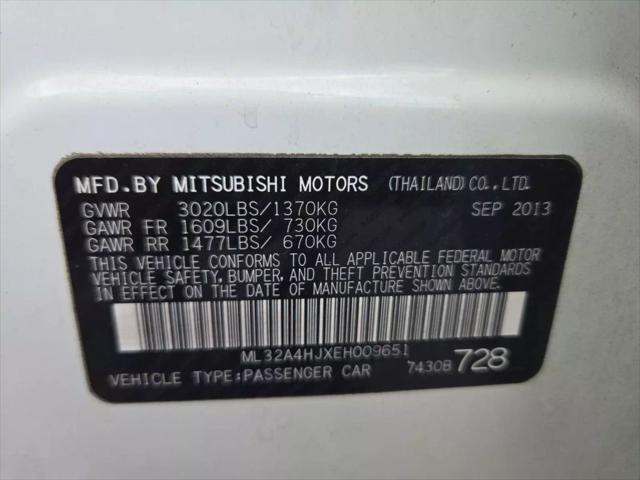 MFD.BY MITSUBISHI MOTORS (THAILAND) CO.,LTD.
GVWR 3020LBS/1370KG SEP 2013
GAWR FR 1609LBS/ 730KG
GAWR RR 1477LBS/ 670KG
THIS VEHICLE CONFORMS TO ALL APPLICABLE FEDERAL MOTOR
VEHICLE SAFETY, BUMPER, AND THEFT PREVENTION STANDARDS
IN EFFECT ON THE DATE OF MANUFACTURE SHOWN ABOVE.
ML32A4HJXEH009651
VEHICLE TYPE:PASSENGER CAR 7430B 728